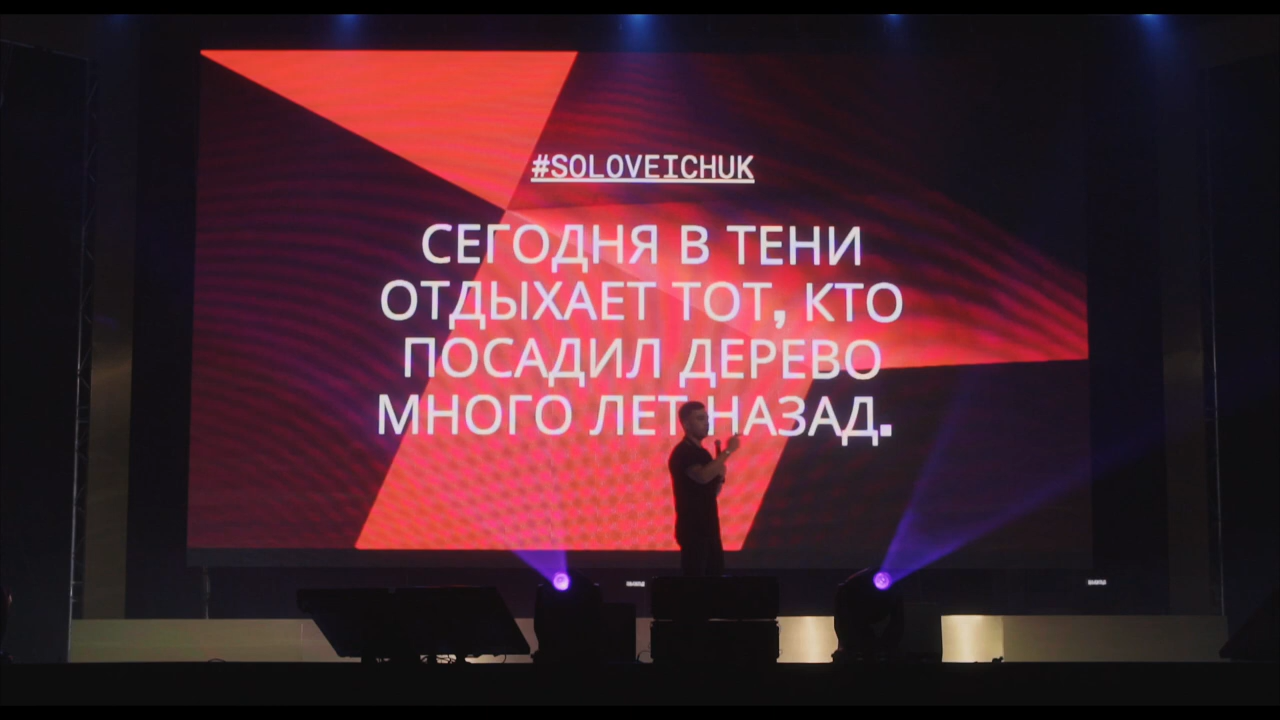 #SOLOVEICHUK
СЕГОДНЯ В ТЕНИ
ОТДЫХАЕТ ТОТ, КТО
ПОСАДИЛ ДЕРЕВО
МНОГО ЛЕТ НАЗАД.